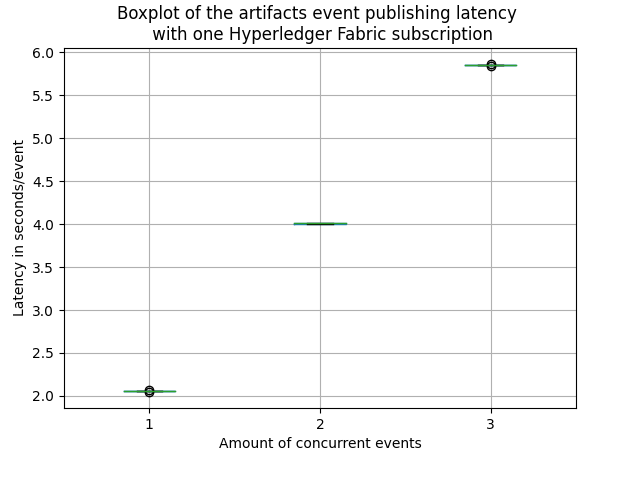 Boxplot of the artifacts event publishing latency
with one Hyperledger Fabric subscription
6.0
5.5
5.0
4.5
4.0
3.5
3.0
2.5
2.0
Latency in seconds/event
1 2 3
Amount of concurrent events